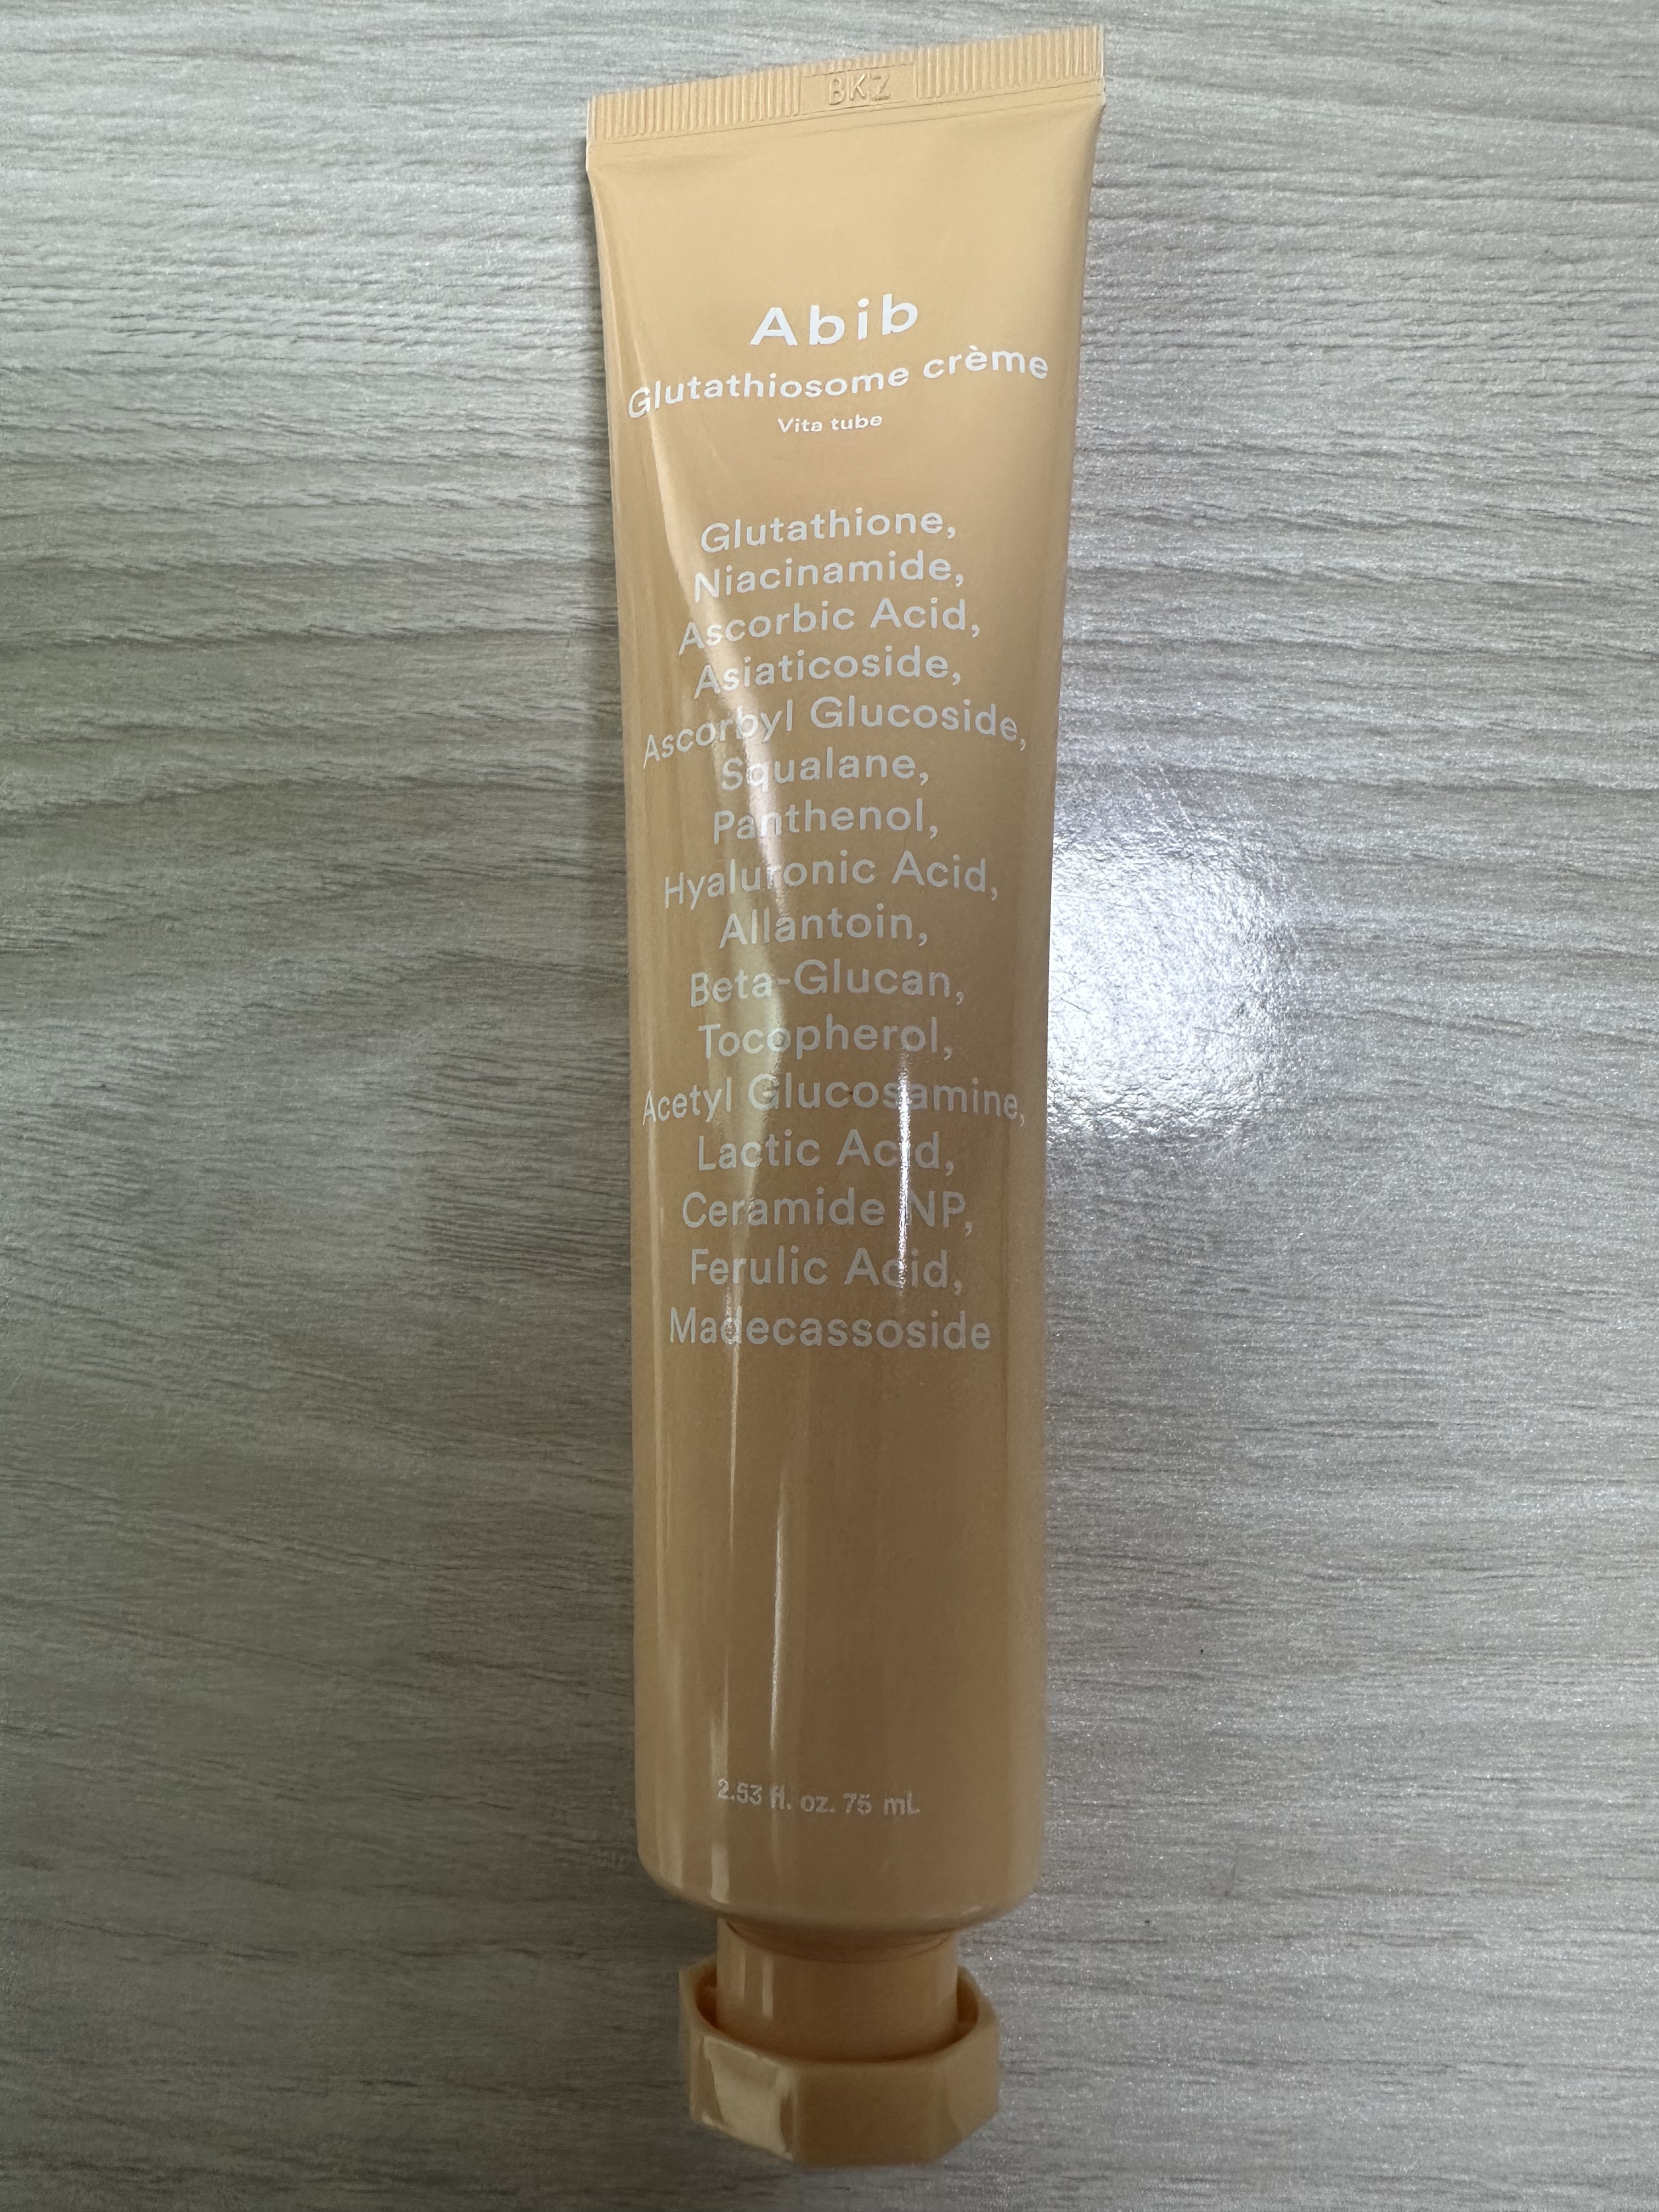 BKZ
Abib
Glutathiosome crème
Vita tube
Glutathione,
Niacinamide,
Ascorbic Acid,
Asiaticoside,
Ascorbyl Glucoside,
Squalane,
Panthenol,
Hyaluronic Acid,
Allantoin,
Beta-Glucan,
Tocopherol,
Acetyl Glucosamine,
Lactic Acid,
Ceramide NP,
Ferulic Acid,
Madecassoside
2.53 fl. oz. 75 mL